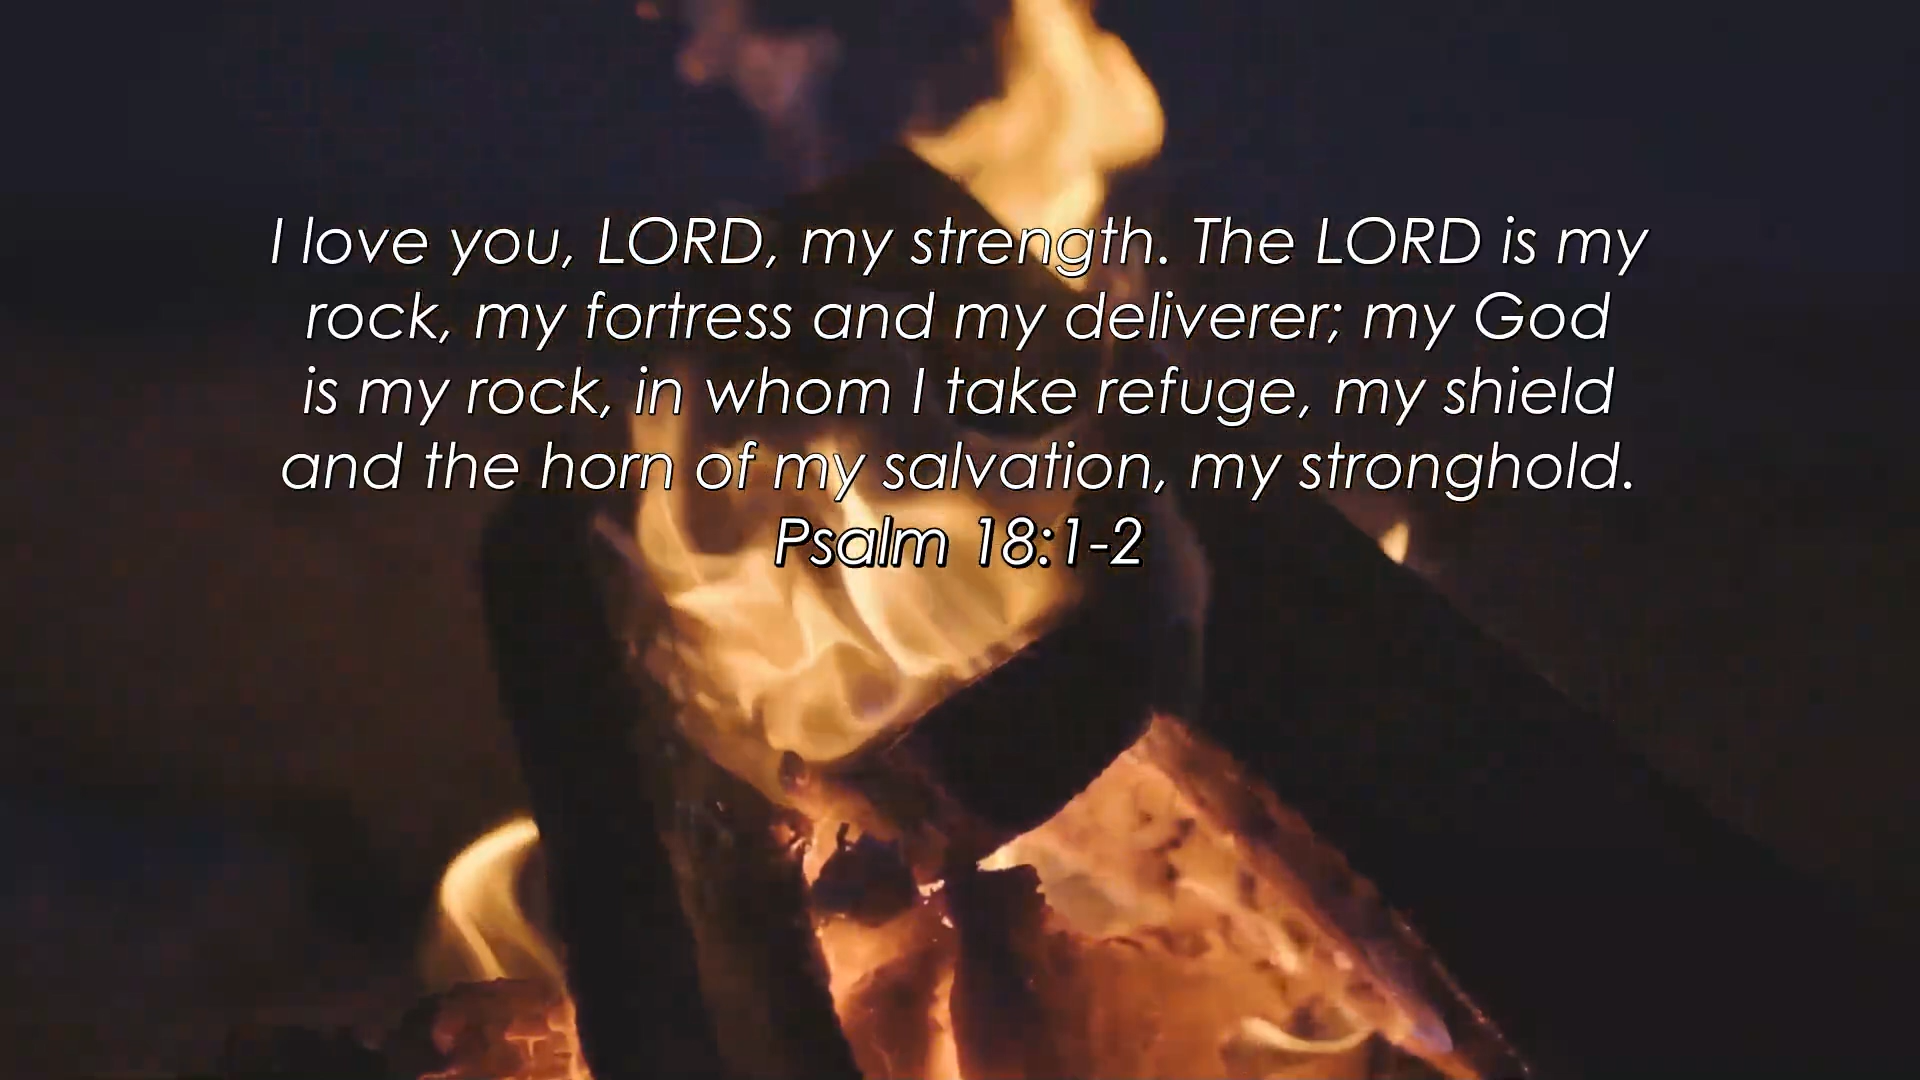 I love you, LORD, my strength. The LORD is my
rock, my fortress and my deliverer; my God
is my rock, in whom I take refuge, my shield
and the horn of my salvation, my stronghold.
Psalm 18:1-2